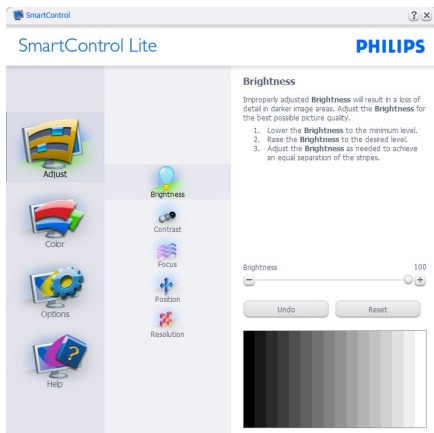 SmartControl
? X
SmartControl Lite
PHILIPS
Adjust
Color
Options
Help
Brightness
Contrast
Focus
Position
Resolution
Brightness
Improperly adjusted Brightness will result in a loss of
detail in darker image areas. Adjust the Brightness for
the best possible picture quality.
1. Lower the Brightness to the minimum level.
2. Raise the Brightness to the desired level.
3. Adjust the Brightness as needed to achieve
an equal separation of the stripes.
Brightness 100
Undo Reset